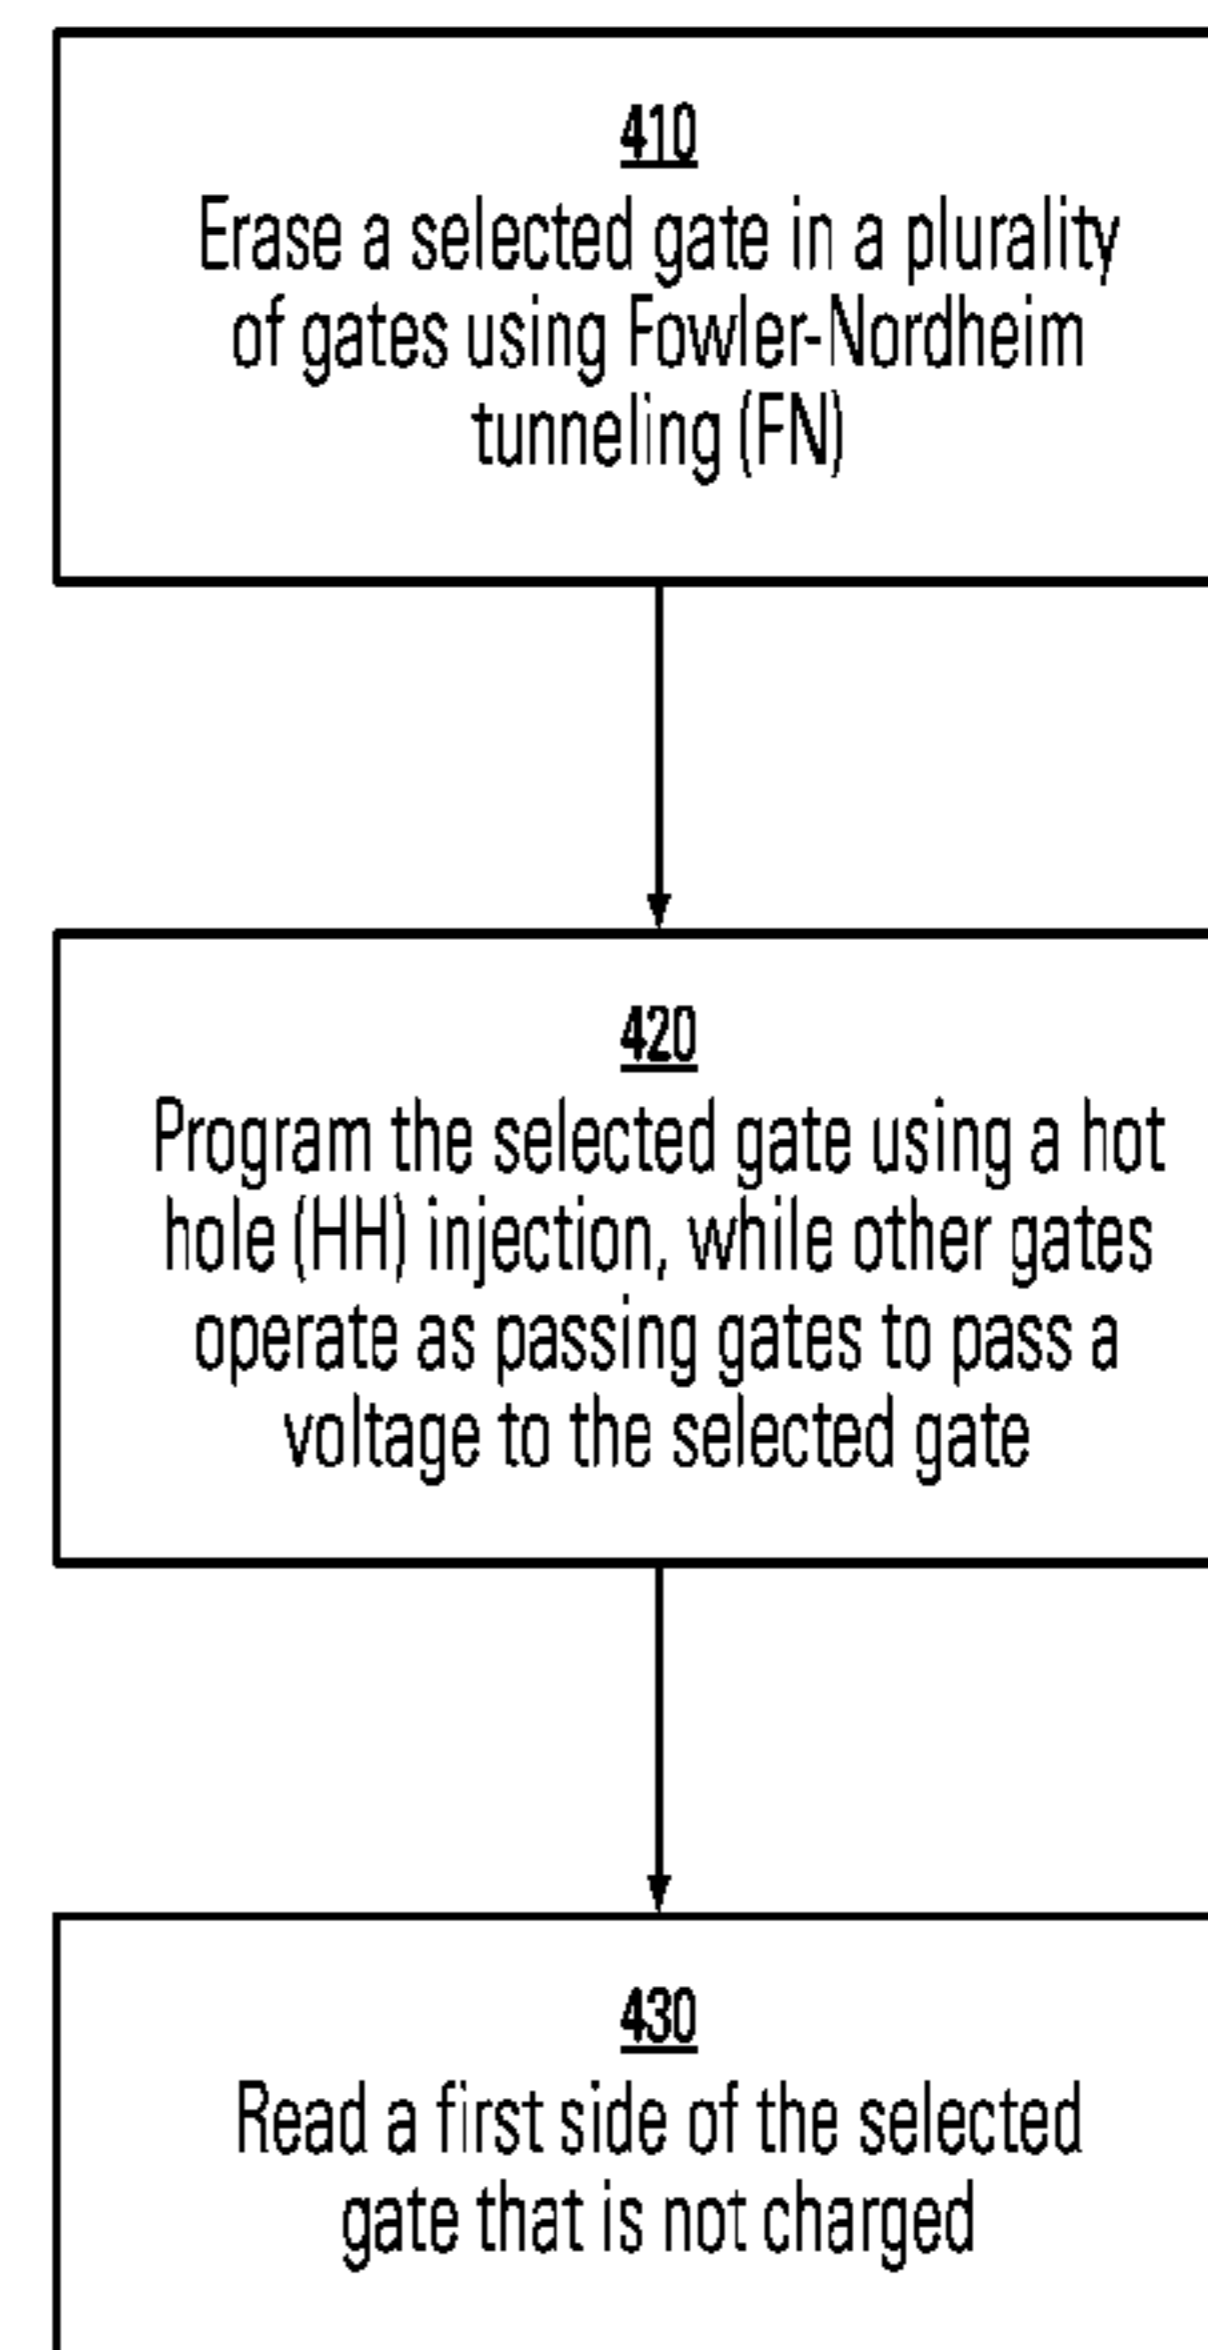 410
Erase a selected gate in a plurality
of gates using Fowler-Nordheim
tunneling (FN)
420
Program the selected gate using a hot
hole (HH) injection, while other gates
operate as passing gates to pass a
voltage to the selected gate
430
Read a first side of the selected
gate that is not charged